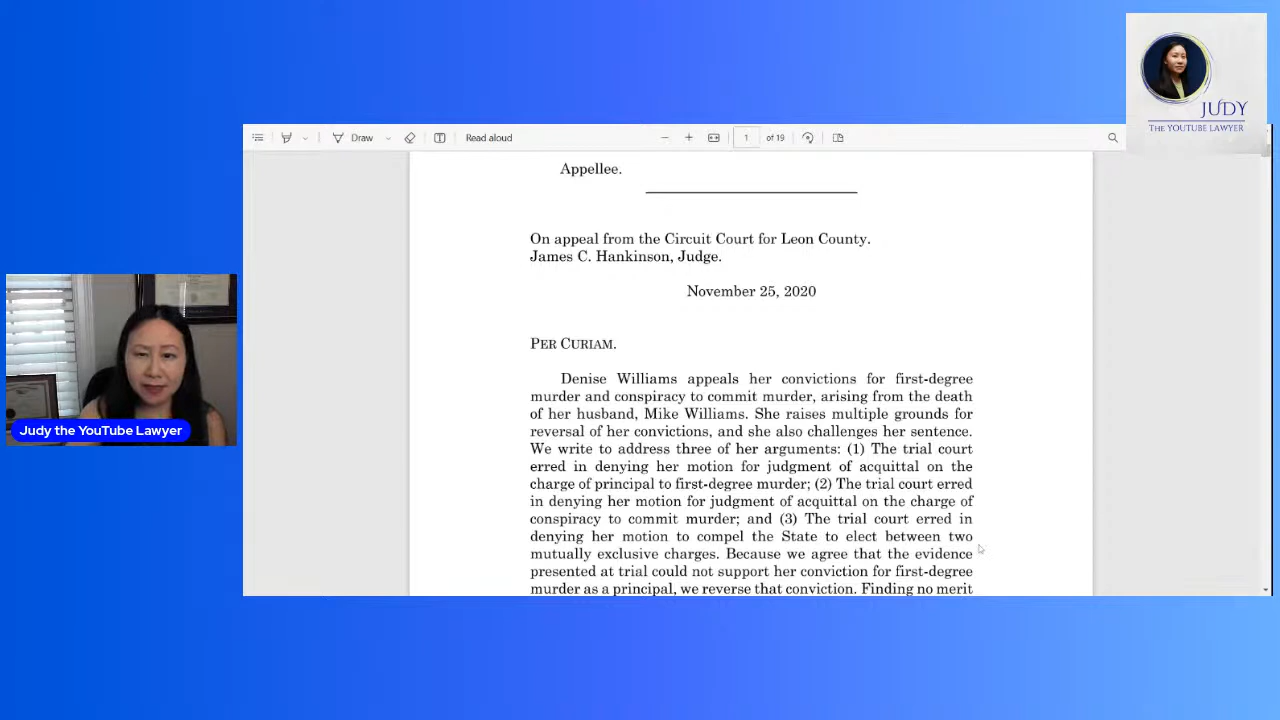 JUDY
THE YOUTUBE LAWYER
Draw
Read aloud
1 of 19
Appellee.
On appeal from the Circuit Court for Leon County.
James C. Hankinson, Judge.
November 25, 2020
PER CURIAM.
Denise Williams appeals her convictions for first-degree
murder and conspiracy to commit murder, arising from the death
of her husband, Mike Williams. She raises multiple grounds for
reversal of her convictions, and she also challenges her sentence.
We write to address three of her arguments: (1) The trial court
erred in denying her motion for judgment of acquittal on the
charge of principal to first-degree murder; (2) The trial court erred
in denying her motion for judgment of acquittal on the charge of
conspiracy to commit murder; and (3) The trial court erred in
denying her motion to compel the State to elect between two
mutually exclusive charges. Because we agree that the evidence
presented at trial could not support her conviction for first-degree
murder as a principal, we reverse that conviction. Finding no merit
Judy the YouTube Lawyer